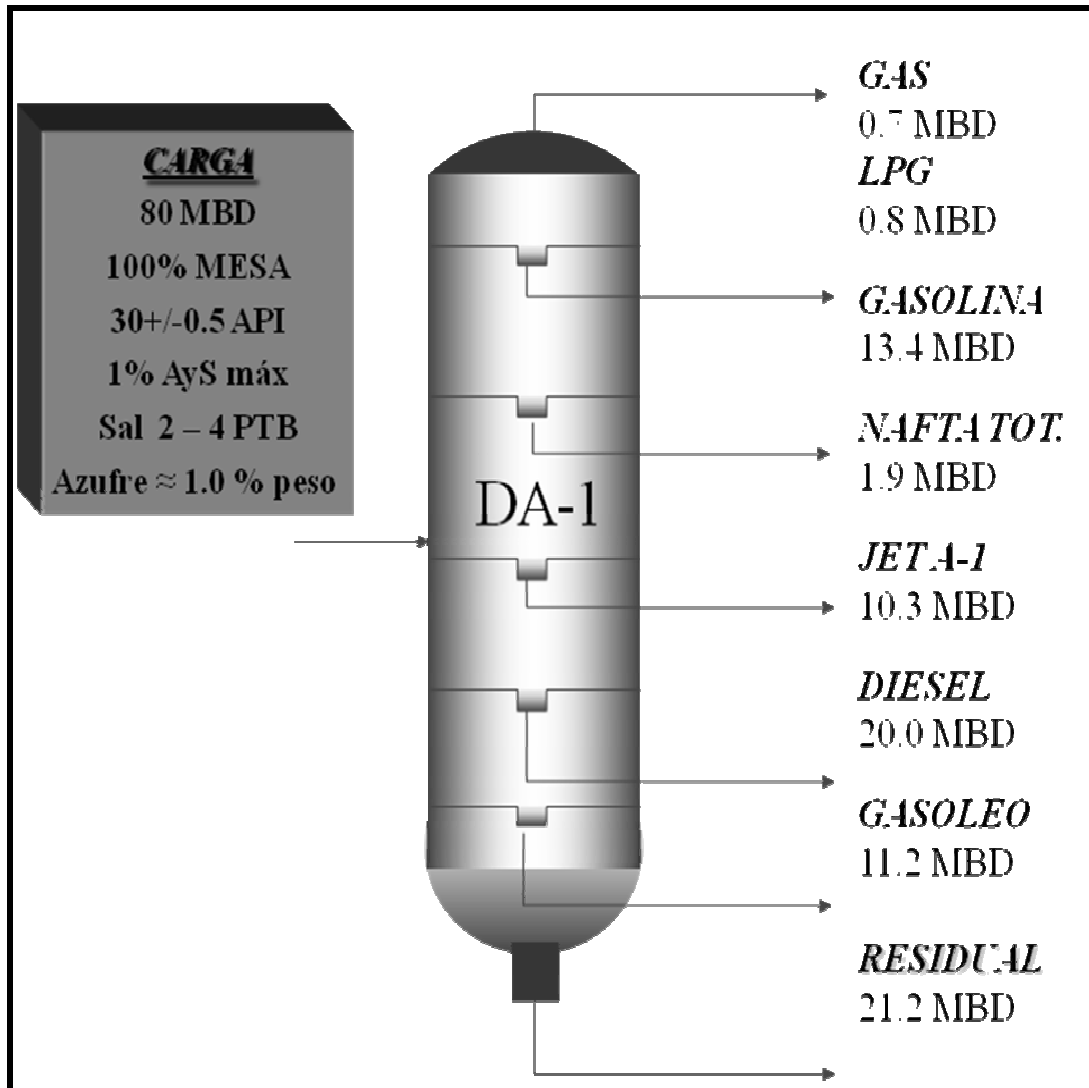 CARGA
80 MBD
100% MESA
30+/-0.5 API
1% AyS máx
Sal 2 – 4 PTB
Azufre ≈ 1.0 % peso
DA-1
GAS
MBD
LPG
0.8 MBD
GASOLINA
13.4 MBD
NAFTA TOT.
1.9 MBD
JET A-1
10.3 MBD
DIESEL
20.0 MBD
GASOLEO
11.2 MBD
RESIDUAL
21.2 MBD